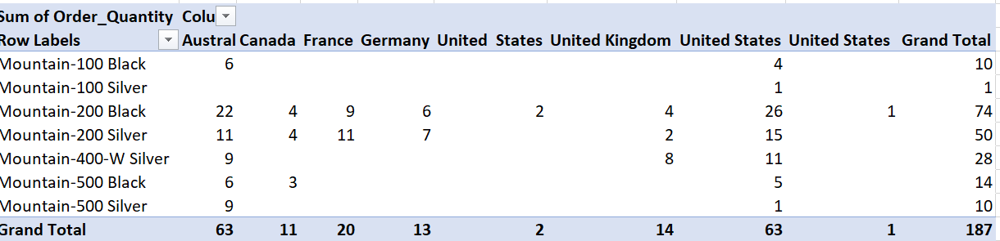 Sum of Order_Quantity Colu
Row Labels Austral Canada France Germany United  States United Kingdom United States United States Grand Total
Mountain-100 Black 6 4 10
Mountain-100 Silver 1 1
Mountain-200 Black 22 4 9 6 2 4 26 1 74
Mountain-200 Silver 11 4 11 7 2 15 50
Mountain-400-W Silver 9 8 11 28
Mountain-500 Black 6 3 5 14
Mountain-500 Silver 9 1 10
Grand Total 63 11 20 13 2 14 63 1 187